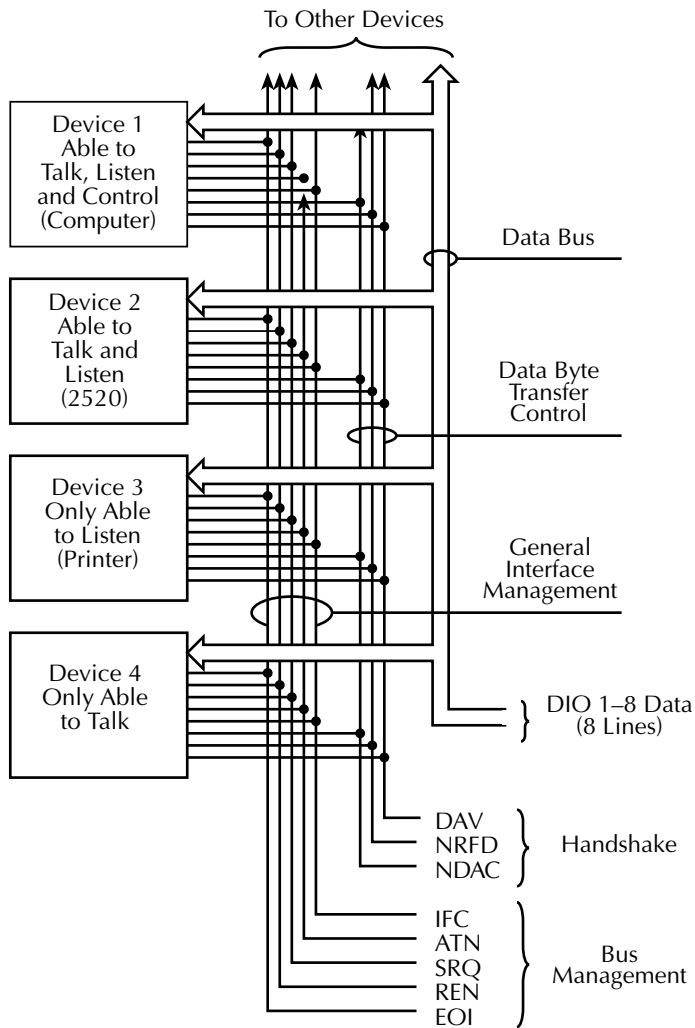 To Other Devices
Device 1
Able to
Talk, Listen
and Control
(Computer)
Data Bus
Device 2
Able to
Talk and
Listen
(2520)
Data Byte
Transfer
Control
Device 3
Only Able
to Listen
(Printer)
General
Interface
Management
Device 4
Only Able
to Talk
DIO 1–8 Data
(8 Lines)
DAV
NRFD
NDAC
Handshake
IFC
ATN
SRQ
REN
EOI
Bus
Management